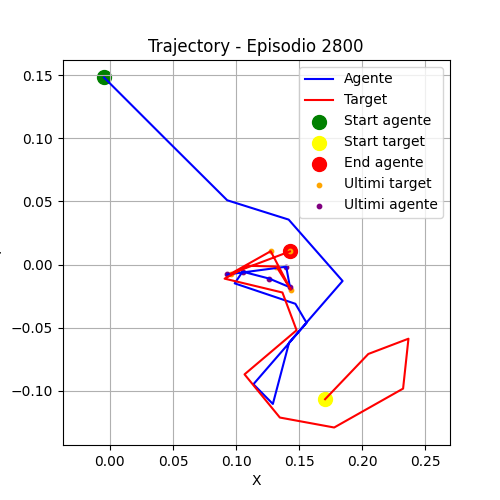 Trajectory - Episodio 2800
Agente
Target
Start agente
Start target
End agente
Ultimi target
Ultimi agente
0.15
0.10
0.05
0.00
−0.05
−0.10
0.00
0.05
0.10
0.15
0.20
0.25
X